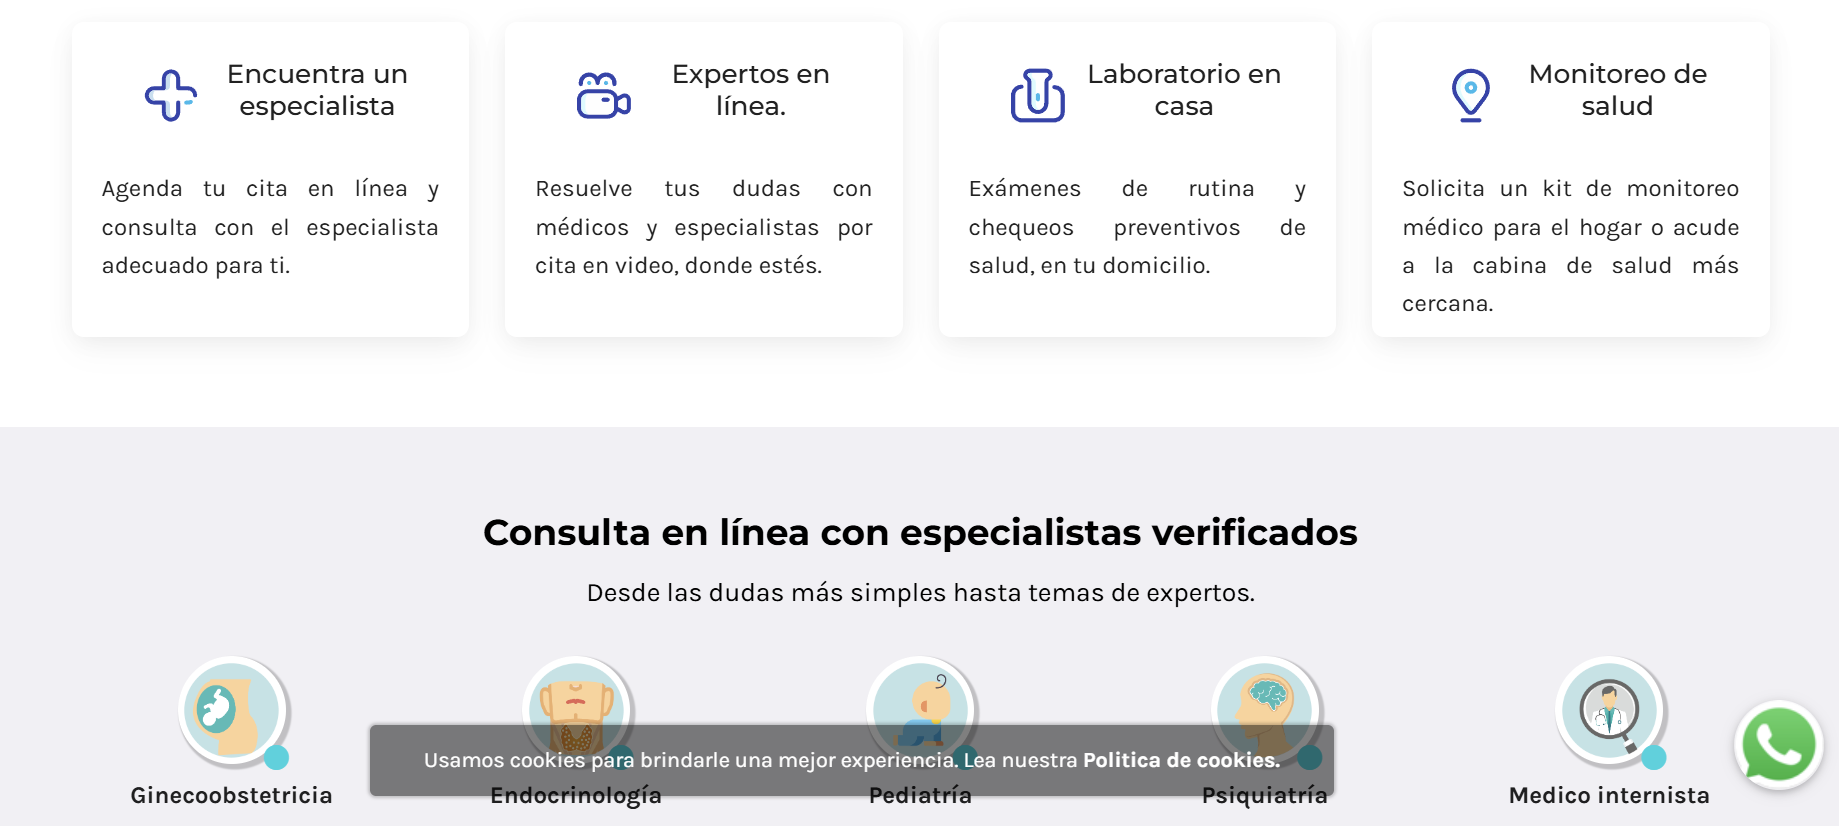 Encuentra un
especialista
Agenda tu cita en línea y
consulta con el especialista
adecuado para ti.
Expertos en
línea.
Resuelve tus dudas con
médicos y especialistas por
cita en video, donde estés.
Laboratorio en
casa
Exámenes de rutina y
chequeos preventivos de
salud, en tu domicilio.
Monitoreo de
salud
Solicita un kit de monitoreo
médico para el hogar o acude
a la cabina de salud más
cercana.
Consulta en línea con especialistas verificados
Desde las dudas más simples hasta temas de expertos.
Usamos cookies para brindarle una mejor experiencia. Lea nuestra Politica de cookies.
Ginecoobstetricia
Endocrinología
Pediatría
Psiquiatría
Medico internista